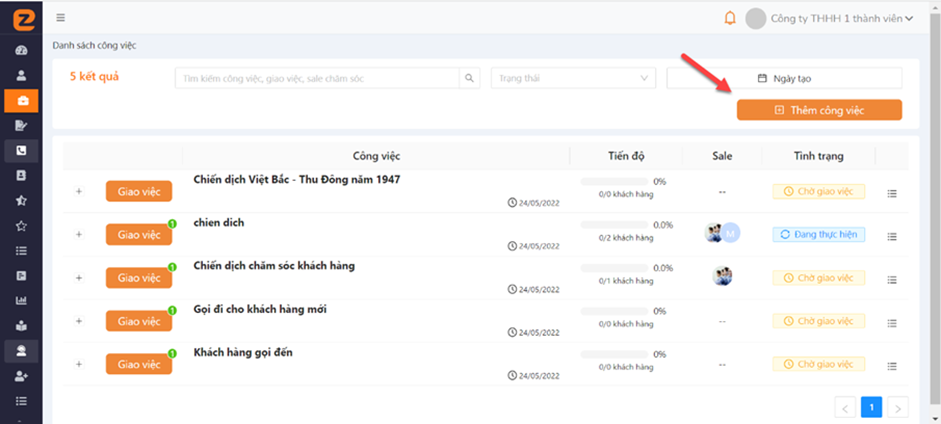 Công ty THHH 1 thành viên
Danh sách công việc
5 kết quả
Tìm kiếm công việc, giao việc, sale chăm sóc
Trạng thái
Ngày tạo
Thêm công việc
Công việc Tiến độ Sale Tình trạng
Chiến dịch Việt Bắc - Thu Đông năm 1947
+ Giao việc 0% -- Chờ giao việc
24/05/2022 0/0 khách hàng
chien dich 1
+ Giao việc 0.0% M Đang thực hiện
24/05/2022 0/2 khách hàng
Chiến dịch chăm sóc khách hàng 1
+ Giao việc 0.0% Chờ giao việc
24/05/2022 0/1 khách hàng
Gọi đi cho khách hàng mới 1
+ Giao việc 0% -- Chờ giao việc
24/05/2022 0/0 khách hàng
Khách hàng gọi đến 1
+ Giao việc 0% -- Chờ giao việc
24/05/2022 0/0 khách hàng
< 1 >